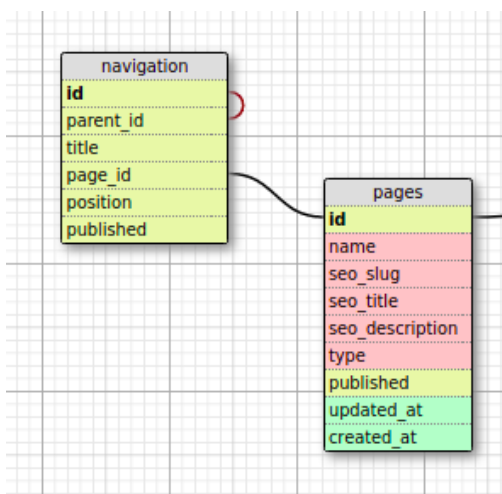 navigation
id
parent_id
title
page_id
position
published
pages
id
name
seo_slug
seo_title
seo_description
type
published
updated_at
created_at